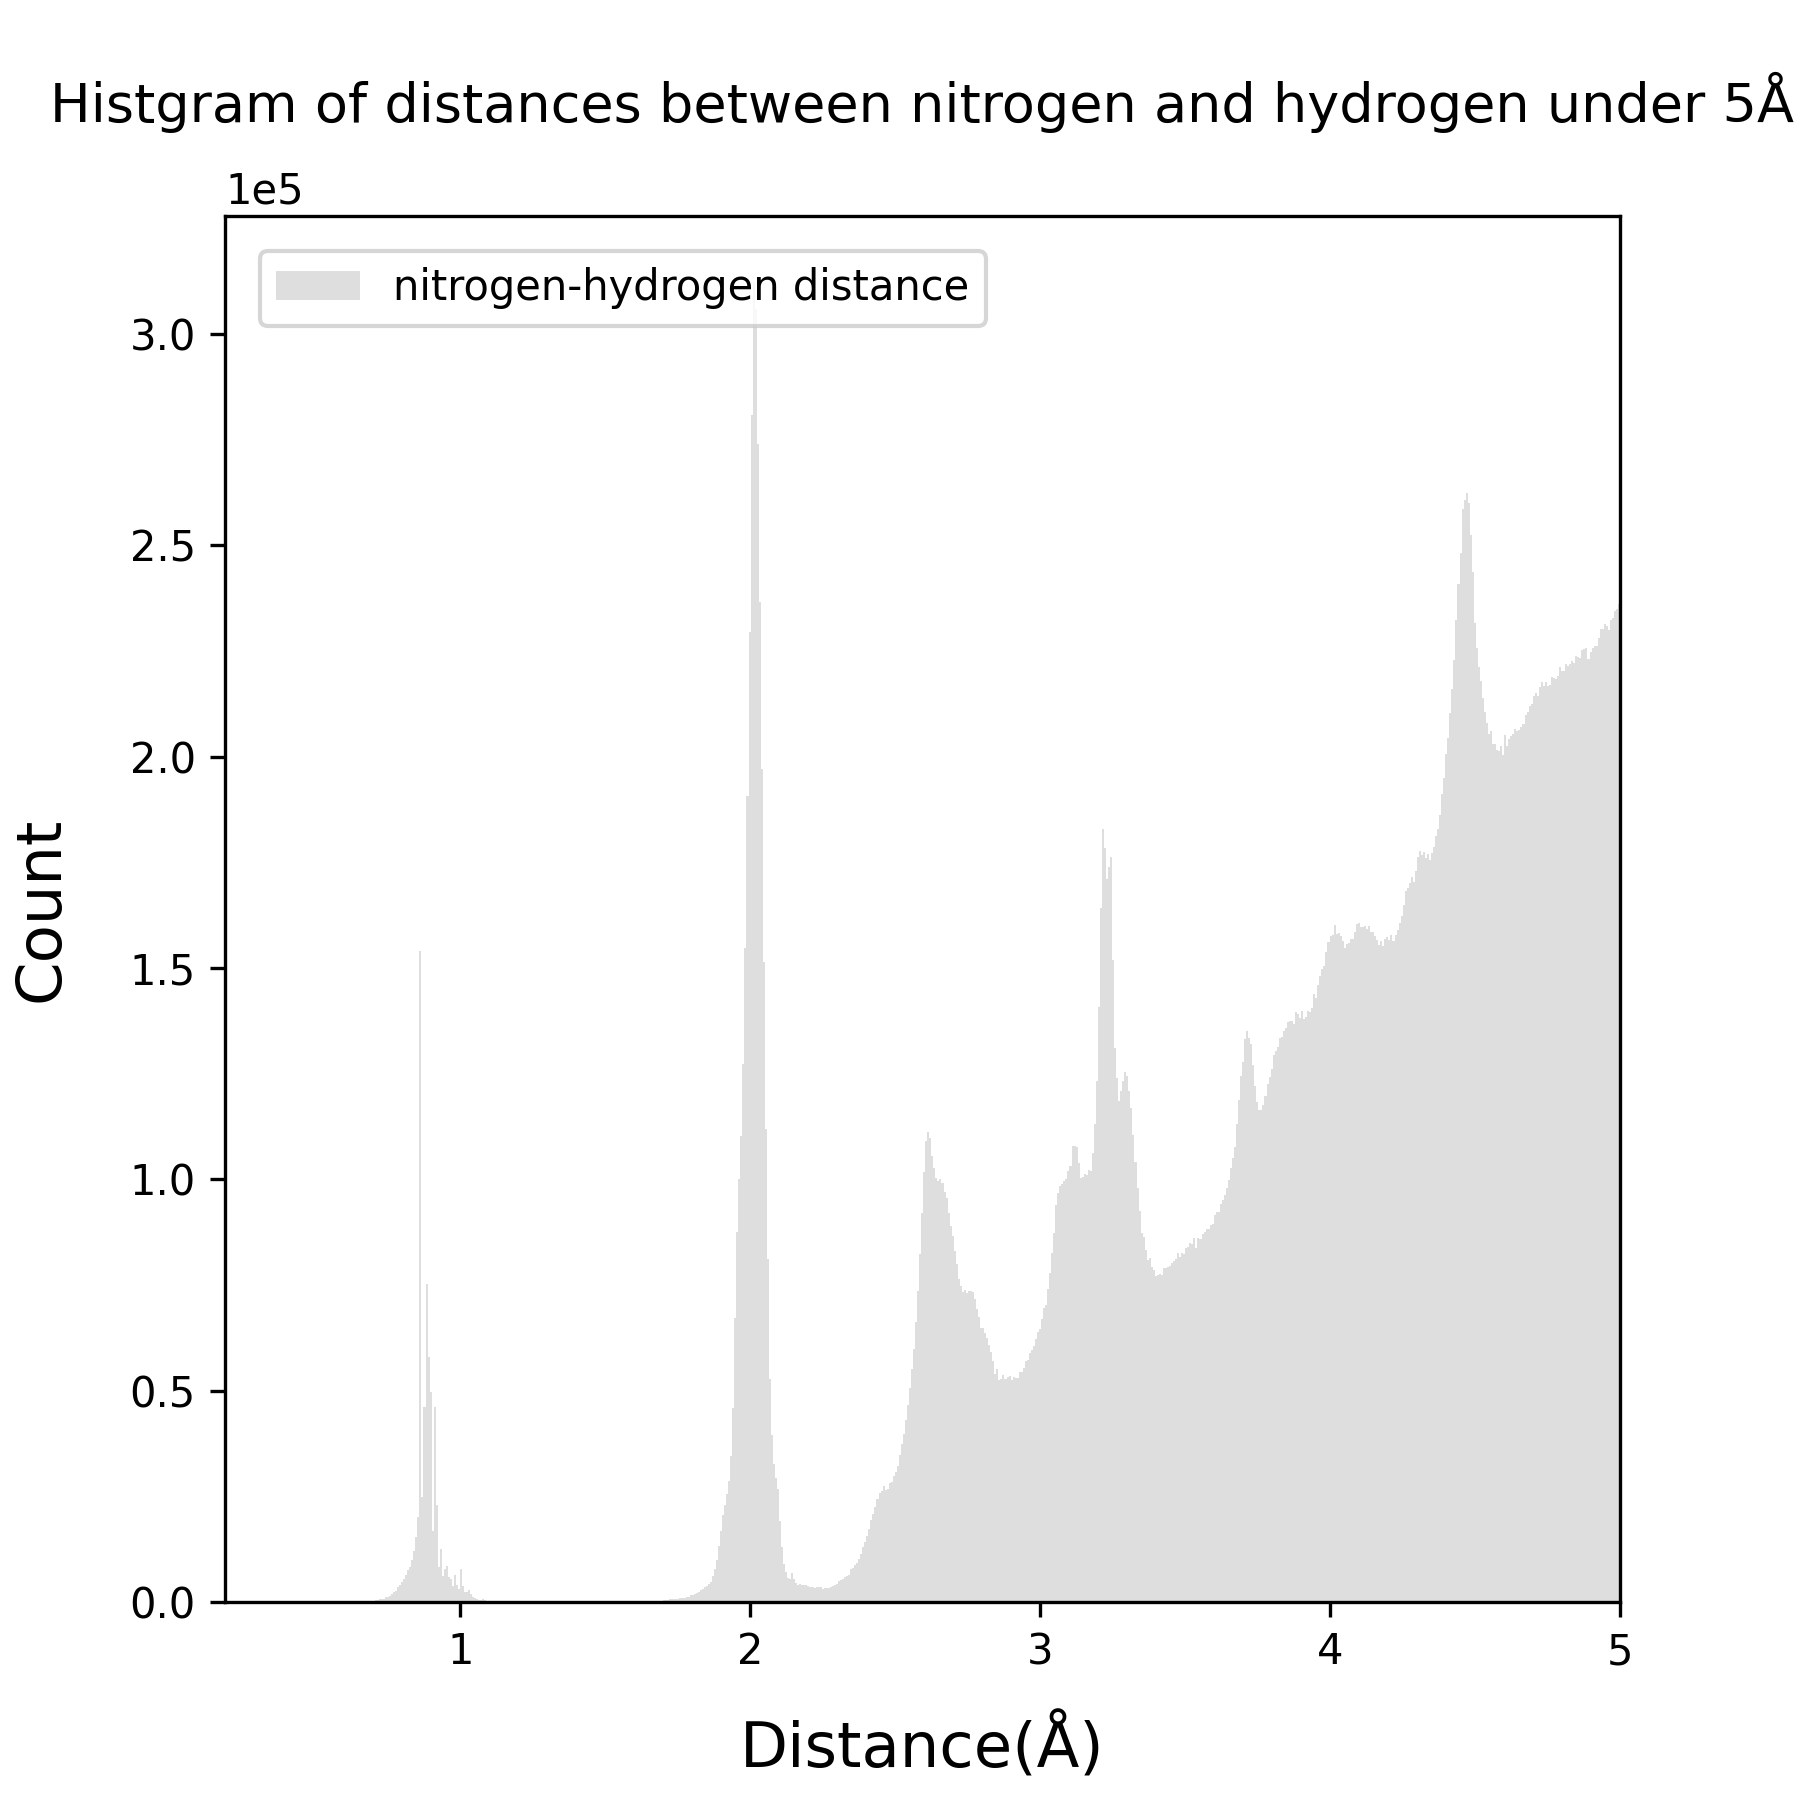 Histgram of distances between nitrogen and hydrogen under 5Å
1e5
nitrogen-hydrogen distance
3.0
2.5
2.0
1.5
1.0
0.5
0.0
Count
1 2 3 4 5
Distance(Å)